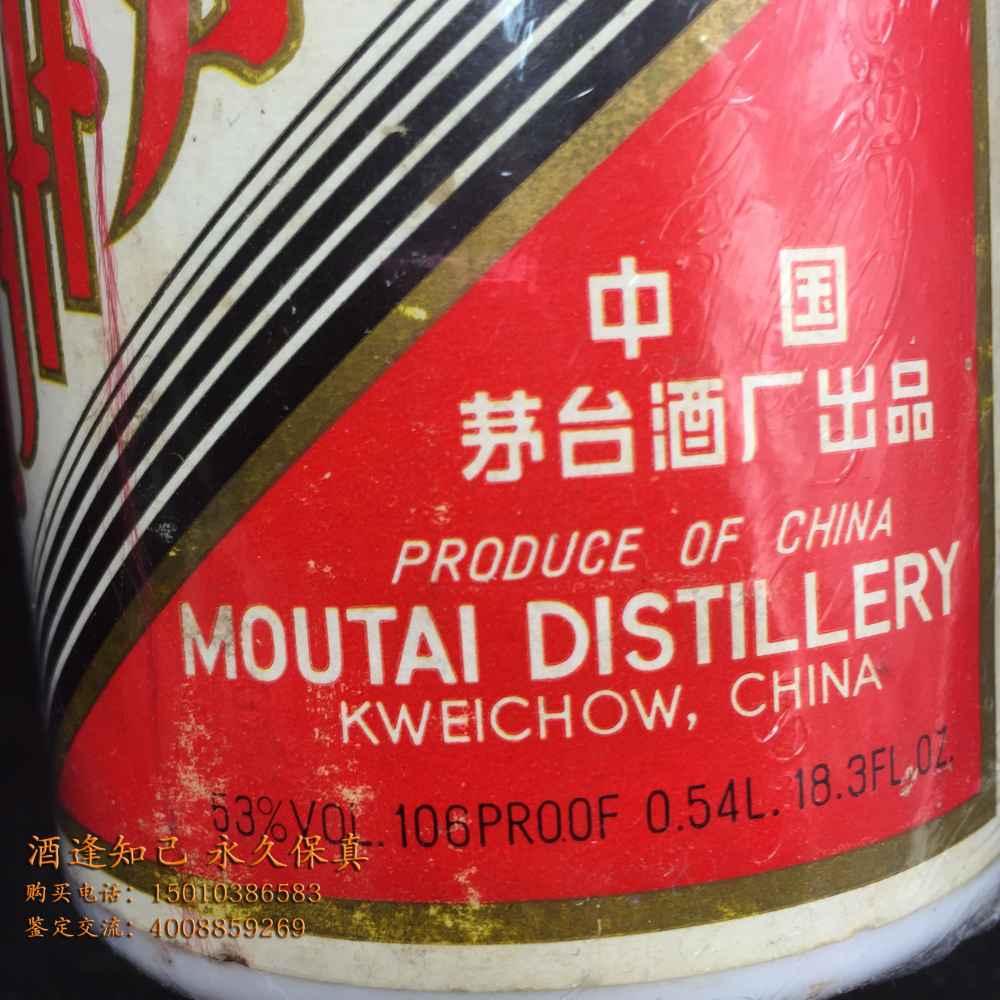 中国
茅台酒厂出品
PRODUCE OF CHINA
MOUTAI DISTILLERY
KWEICHOW, CHINA
53%VOL. 106PROOF 0.54L. 18.3FL.OZ.
酒逢知己 永久保真
购买电话：15010386583
鉴定交流：4008859269